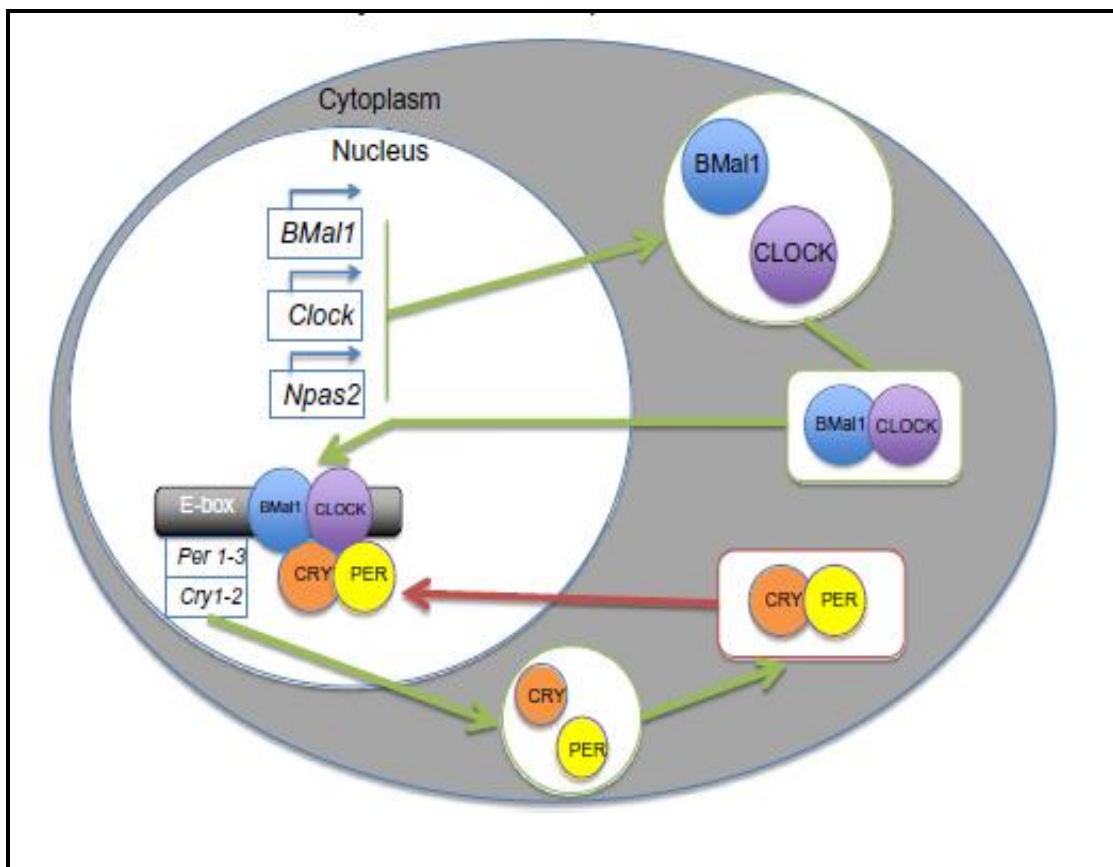 Cytoplasm
Nucleus
BMal1
Clock
Npas2
BMal1
CLOCK
BMal1
CLOCK
E-box
BMal1
CLOCK
Per 1-3
Cry1-2
CRY
PER
CRY
PER
CRY
PER